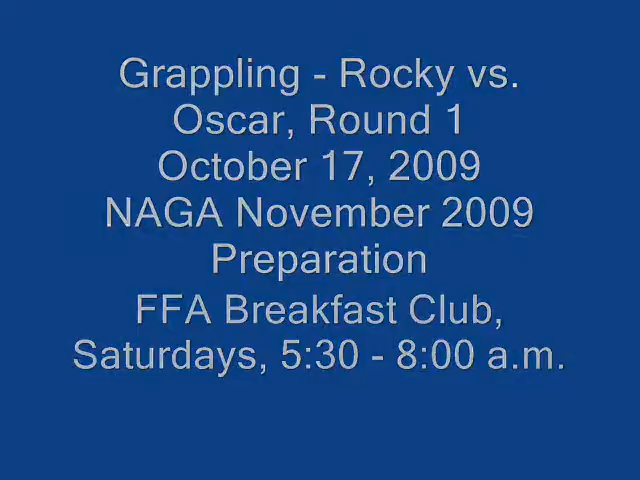 Grappling - Rocky vs.
Oscar, Round 1
October 17, 2009
NAGA November 2009
Preparation
FFA Breakfast Club,
Saturdays, 5:30 - 8:00 a.m.